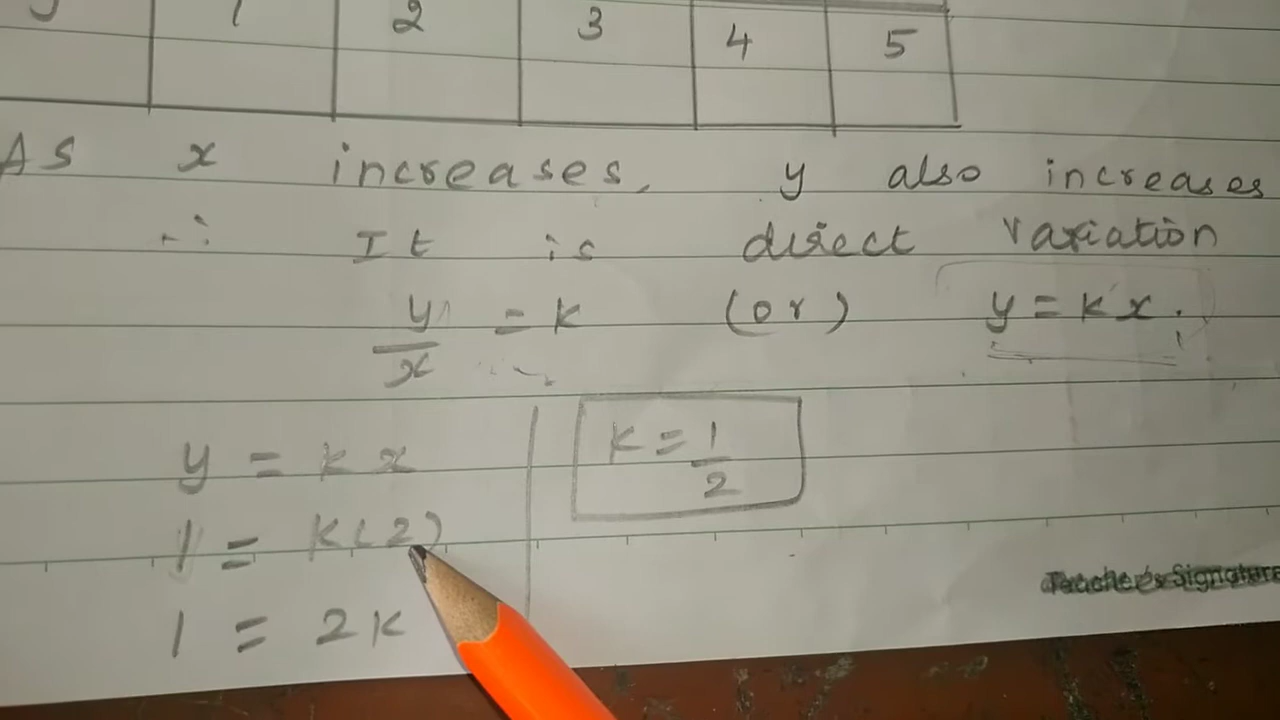 y 1 2 3 4 5
As x increases, y also increases
∴ It is direct variation
y/x = k (or) y = kx.
y = kx
k = 1/2
1 = k(2)
1 = 2k
Teacher's Signature